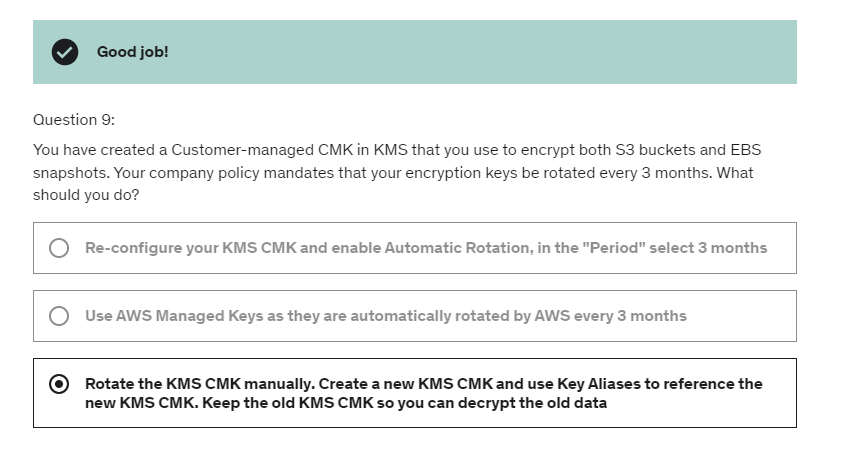 Good job!
Question 9:
You have created a Customer-managed CMK in KMS that you use to encrypt both S3 buckets and EBS
snapshots. Your company policy mandates that your encryption keys be rotated every 3 months. What
should you do?
Re-configure your KMS CMK and enable Automatic Rotation, in the "Period" select 3 months
Use AWS Managed Keys as they are automatically rotated by AWS every 3 months
Rotate the KMS CMK manually. Create a new KMS CMK and use Key Aliases to reference the
new KMS CMK. Keep the old KMS CMK so you can decrypt the old data